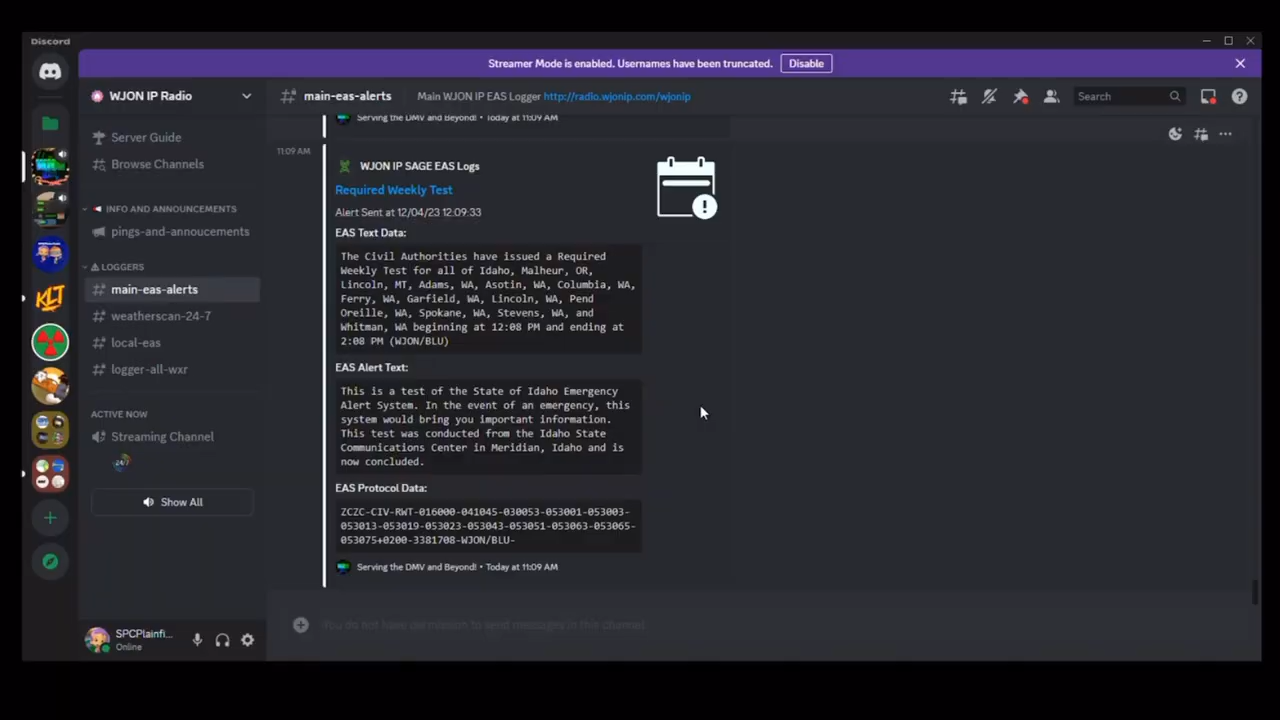 Discord
Streamer Mode is enabled. Usernames have been truncated. Disable
WJON IP Radio
main-eas-alerts
Main WJON IP EAS Logger http://radio.wjonip.com/wjonip
Search
Server Guide
Browse Channels
INFO AND ANNOUNCEMENTS
pings-and-annoucements
LOGGERS
main-eas-alerts
weatherscan-24-7
local-eas
logger-all-wxr
ACTIVE NOW
Streaming Channel
Show All
SPCPlainfi...
Online
Serving the DMV and Beyond! • Today at 11:09 AM
11:09 AM
WJON IP SAGE EAS Logs
Required Weekly Test
Alert Sent at 12/04/23 12:09:33
EAS Text Data:
The Civil Authorities have issued a Required
Weekly Test for all of Idaho, Malheur, OR,
Lincoln, MT, Adams, WA, Asotin, WA, Columbia, WA,
Ferry, WA, Garfield, WA, Lincoln, WA, Pend
Oreille, WA, Spokane, WA, Stevens, WA, and
Whitman, WA beginning at 12:08 PM and ending at
2:08 PM (WJON/BLU)
EAS Alert Text:
This is a test of the State of Idaho Emergency
Alert System. In the event of an emergency, this
system would bring you important information.
This test was conducted from the Idaho State
Communications Center in Meridian, Idaho and is
now concluded.
EAS Protocol Data:
ZCZC-CIV-RWT-016000-041045-030053-053001-053003-
053013-053019-053023-053043-053051-053063-053065-
053075+0200-3381708-WJON/BLU-
Serving the DMV and Beyond! • Today at 11:09 AM
You do not have permission to send messages in this channel.